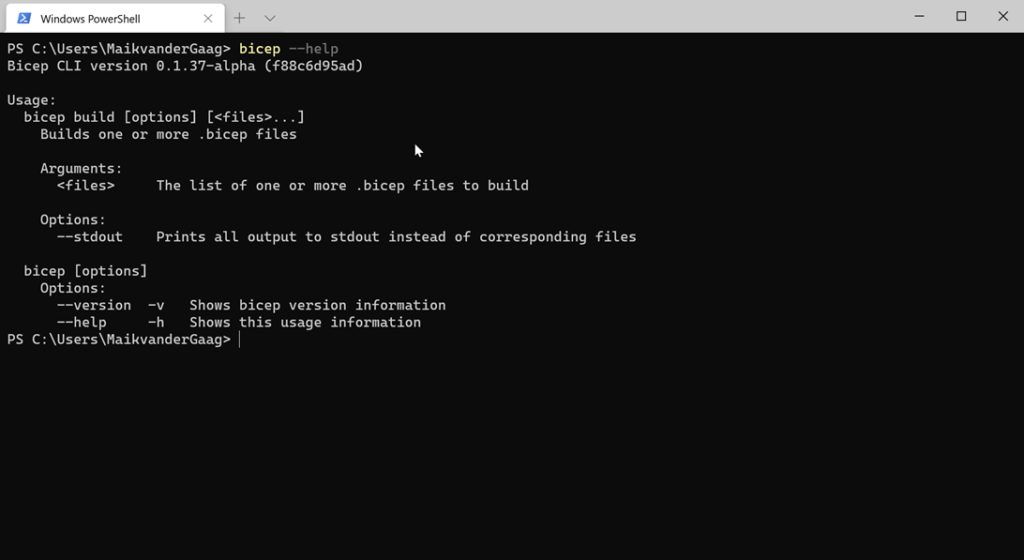 Windows PowerShell
PS C:\Users\MaikvanderGaag> bicep --help
Bicep CLI version 0.1.37-alpha (f88c6d95ad)
Usage:
bicep build [options] [<files>...]
Builds one or more .bicep files
Arguments:
<files> The list of one or more .bicep files to build
Options:
--stdout Prints all output to stdout instead of corresponding files
bicep [options]
Options:
--version -v Shows bicep version information
--help -h Shows this usage information
PS C:\Users\MaikvanderGaag>